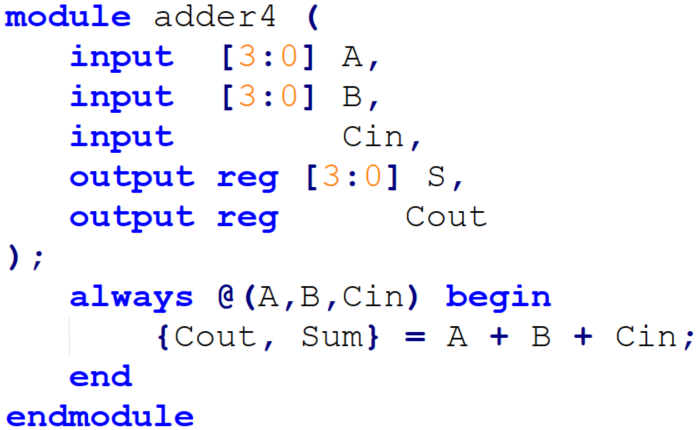 module adder4 (
input [3:0] A,
input [3:0] B,
input Cin,
output reg [3:0] S,
output reg Cout
);
always @(A,B,Cin) begin
{Cout, Sum} = A + B + Cin;
end
endmodule